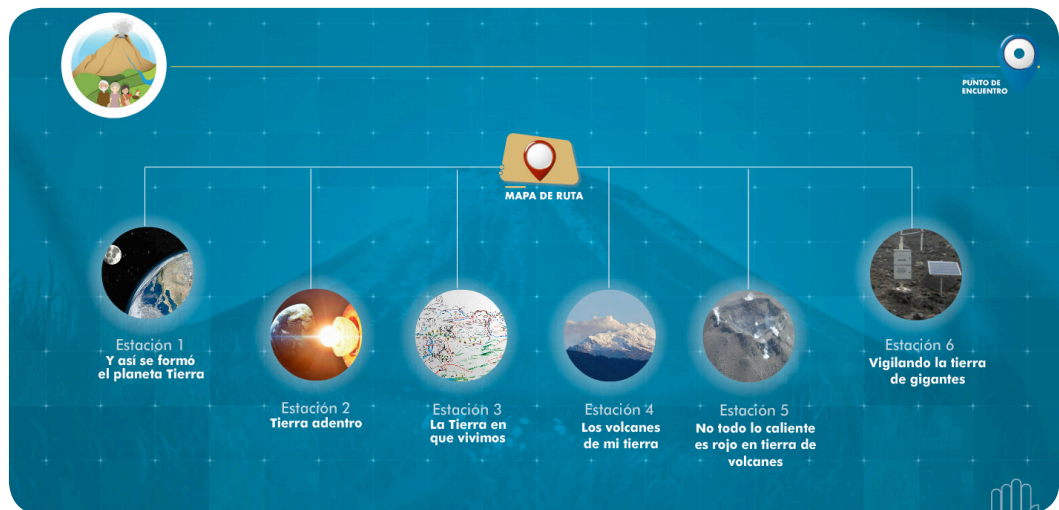 PUNTO DE
ENCUENTRO
MAPA DE RUTA
Estación 1
Y así se formó
el planeta Tierra
Estación 2
Tierra adentro
Estación 3
La Tierra en
que vivimos
Estación 4
Los volcanes
de mi tierra
Estación 5
No todo lo caliente
es rojo en tierra de
volcanes
Estación 6
Vigilando la tierra
de gigantes